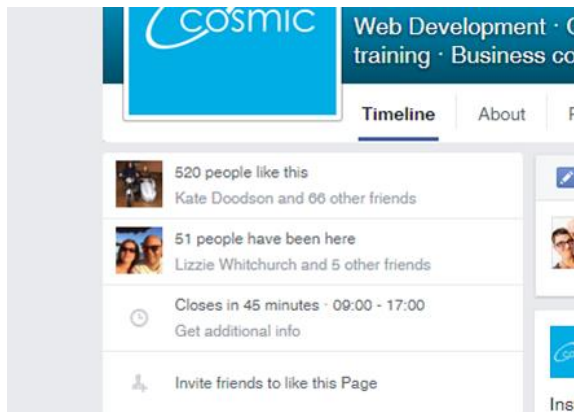 cosmic
Web Development ·
training · Business co
Timeline About
520 people like this
Kate Doodson and 66 other friends
51 people have been here
Lizzie Whitchurch and 5 other friends
Closes in 45 minutes · 09:00 - 17:00
Get additional info
Invite friends to like this Page
Ins